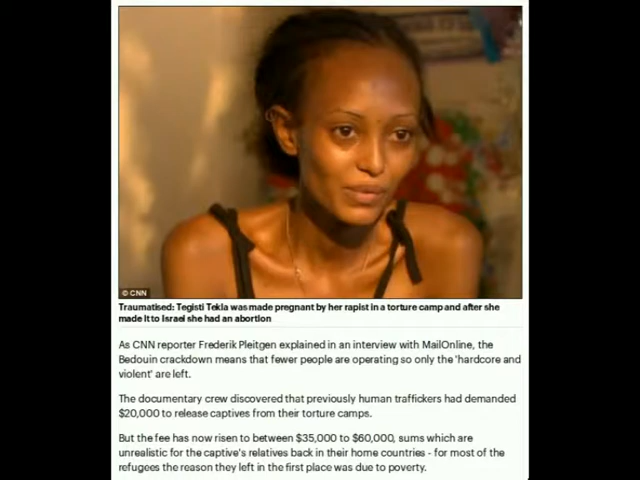 © CNN
Traumatised: Tegisti Tekla was made pregnant by her rapist in a torture camp and after she
made it to Israel she had an abortion
As CNN reporter Frederik Pleitgen explained in an interview with MailOnline, the
Bedouin crackdown means that fewer people are operating so only the 'hardcore and
violent' are left.
The documentary crew discovered that previously human traffickers had demanded
$20,000 to release captives from their torture camps.
But the fee has now risen to between $35,000 to $60,000, sums which are
unrealistic for the captive's relatives back in their home countries - for most of the
refugees the reason they left in the first place was due to poverty.